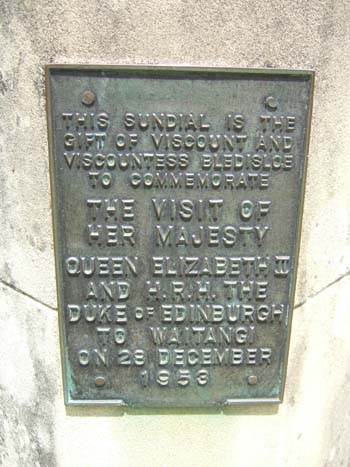 THIS SUNDIAL IS THE
GIFT OF VISCOUNT AND
VISCOUNTESS BLEDISLOE
TO COMMEMORATE
THE VISIT OF
HER MAJESTY
QUEEN ELIZABETH II
AND H.R.H. THE
DUKE OF EDINBURGH
TO WAITANGI
ON 28 DECEMBER
1953